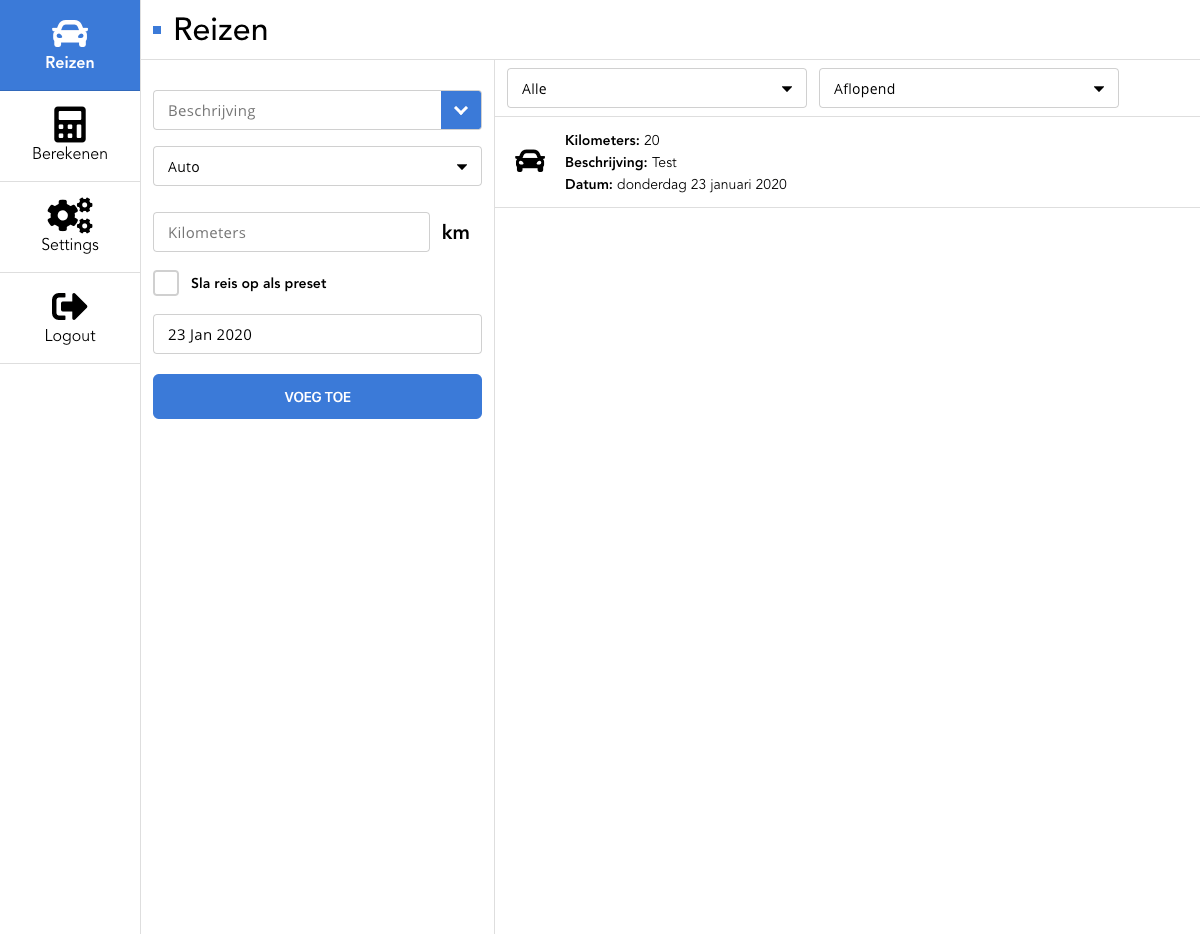 Reizen
Berekenen
Settings
Logout
Reizen
Beschrijving
Auto
Kilometers
km
Sla reis op als preset
23 Jan 2020
VOEG TOE
Alle
Aflopend
Kilometers: 20
Beschrijving: Test
Datum: donderdag 23 januari 2020